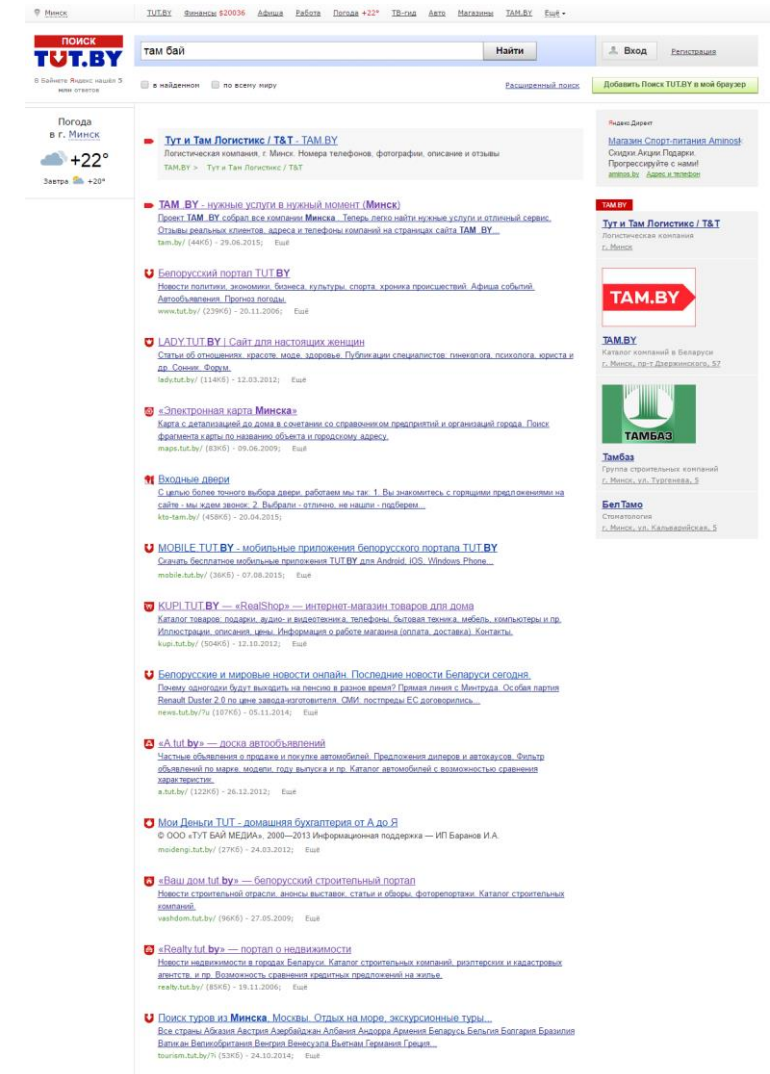 Минск
TUT.BY Финансы $20036 Афиша Работа Погода +22° ТВ-гид Авто Магазины TAM.BY Ещё
ПОИСК
TUT.BY
там бай
Найти
Вход Регистрация
В Байнете Яндекс нашёл 5 млн ответов
в найденном по всему миру
Расширенный поиск
Добавить Поиск TUT.BY в мой браузер
Погода
в г. Минск
+22°
Завтра +20°
Тут и Там Логистикс / T&T - TAM.BY
Логистическая компания, г. Минск. Номера телефонов, фотографии, описание и отзывы
TAM.BY > Тут и Там Логистикс / T&T
TAM .BY - нужные услуги в нужный момент (Минск)
Проект TAM .BY собрал все компании Минска . Теперь легко найти нужные услуги и отличный сервис.
Отзывы реальных клиентов, адреса и телефоны компаний на страницах сайта TAM .BY...
tam.by/ (44Кб) - 29.06.2015; Ещё
Белорусский портал TUT.BY
Новости политики, экономики, бизнеса, культуры, спорта, хроника происшествий. Афиша событий.
Автообъявления. Прогноз погоды.
www.tut.by/ (239Кб) - 20.11.2006; Ещё
LADY.TUT.BY | Сайт для настоящих женщин
Статьи об отношениях, красоте, моде, здоровье. Публикации специалистов: гинеколога, психолога, юриста и
др. Сонник. Форум.
lady.tut.by/ (114Кб) - 12.03.2012; Ещё
«Электронная карта Минска»
Карта с детализацией до дома в сочетании со справочником предприятий и организаций города. Поиск
фрагмента карты по названию объекта и городскому адресу.
maps.tut.by/ (83Кб) - 09.06.2009; Ещё
Входные двери
С целью более точного выбора двери, работаем мы так: 1. Вы знакомитесь с горящими предложениями на
сайте - мы ждем звонок; 2. Выбрали - отлично, не нашли - подберем...
kto-tam.by/ (458Кб) - 20.04.2015;
MOBILE.TUT.BY - мобильные приложения белорусского портала TUT.BY
Скачать бесплатное мобильные приложения TUT.BY для Android, iOS, Windows Phone...
mobile.tut.by/ (36Кб) - 07.08.2015; Ещё
KUPI.TUT.BY — «RealShop» — интернет-магазин товаров для дома
Каталог товаров: подарки, аудио- и видеотехника, телефоны, бытовая техника, мебель, компьютеры и пр.
Иллюстрации, описания, цены. Информация о работе магазина (оплата, доставка). Контакты.
kupi.tut.by/ (504Кб) - 12.10.2012; Ещё
Белорусские и мировые новости онлайн. Последние новости Беларуси сегодня.
Почему одногодки будут выходить на пенсию в разное время? Прямая линия с Минтруда. Особая партия
Renault Duster 2.0 по цене завода-изготовителя. СМИ: постпреды ЕС договорились...
news.tut.by/?u (107Кб) - 05.11.2014; Ещё
«A.tut.by» — доска автообъявлений
Частные объявления о продаже и покупке автомобилей. Предложения дилеров и автохаусов. Фильтр
объявлений по марке, модели, году выпуска и пр. Каталог автомобилей с возможностью сравнения
характеристик.
a.tut.by/ (122Кб) - 26.12.2012; Ещё
Мои Деньги TUT - домашняя бухгалтерия от А до Я
© ООО «ТУТ БАЙ МЕДИА», 2000—2013 Информационная поддержка — ИП Баранов И.А.
moidengi.tut.by/ (27Кб) - 24.03.2012; Ещё
«Ваш дом.tut.by» — белорусский строительный портал
Новости строительной отрасли, анонсы выставок, статьи и обзоры, фоторепортажи. Каталог строительных
компаний.
vashdom.tut.by/ (96Кб) - 27.05.2009; Ещё
«Realty.tut.by» — портал о недвижимости
Новости недвижимости в городах Беларуси. Каталог строительных компаний, риэлтерских и кадастровых
агентств, и пр. Возможность сравнения кредитных предложений на жилье.
realty.tut.by/ (85Кб) - 19.11.2006; Ещё
Поиск туров из Минска, Москвы. Отдых на море, экскурсионные туры...
Все страны Абхазия Австрия Азербайджан Албания Андорра Армения Беларусь Бельгия Болгария Бразилия
Ватикан Великобритания Венгрия Венесуэла Вьетнам Германия Греция...
(53Кб) - 24.10.2014; Ещё
Яндекс.Директ
Магазин Спорт-питания Aminos
Скидки.Акции.Подарки.
Прогрессируйте с нами!
aminos.by Адрес и телефон
TAM.BY
Тут и Там Логистикс / T&T
Логистическая компания
г. Минск
TAM.BY
TAM.BY
Каталог компаний в Беларуси
г. Минск, пр-т Дзержинского, 57
ТАМБАЗ
Тамбаз
Группа строительных компаний
г. Минск, ул. Тургенева, 5
БелТамо
Стоматология
г. Минск, ул. Кальварийская, 5